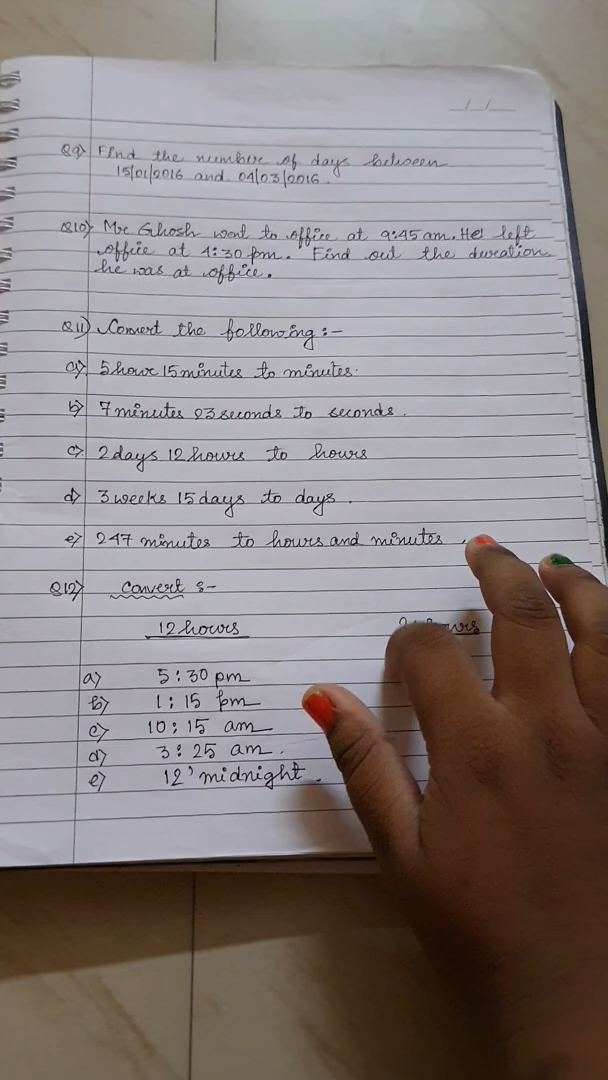 Q9) Find the number of days between
15/01/2016 and 04/03/2016.
Q10) Mr Ghosh went to office at 9:45 am. He left
office at 4:30 pm. Find out the duration
he was at office.
Q11) Convert the following :-
a) 5 hour 15 minutes to minutes.
b) 7 minutes 23 seconds to seconds.
c) 2 days 12 hours to hours
d) 3 weeks 15 days to days.
e) 247 minutes to hours and minutes.
Q12) Convert :-
12 hours
a) 5:30 pm
b) 1:15 pm
c) 10:15 am
d) 3:25 am.
e) 12' midnight.